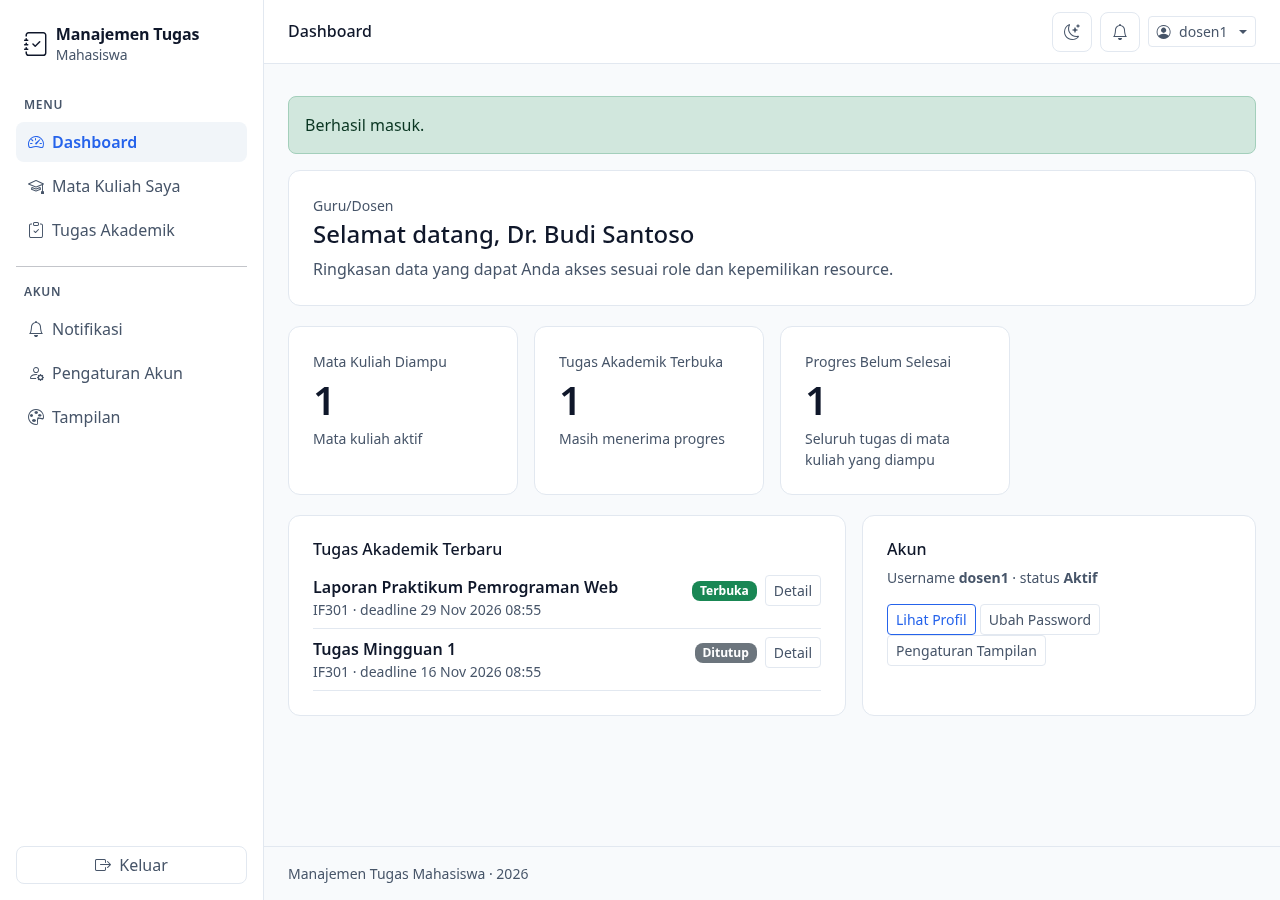 Manajemen Tugas
Mahasiswa
MENU
Dashboard
Mata Kuliah Saya
Tugas Akademik
AKUN
Notifikasi
Pengaturan Akun
Tampilan
Keluar
Dashboard
dosen1
Berhasil masuk.
Guru/Dosen
Selamat datang, Dr. Budi Santoso
Ringkasan data yang dapat Anda akses sesuai role dan kepemilikan resource.
Mata Kuliah Diampu
1
Mata kuliah aktif
Tugas Akademik Terbuka
1
Masih menerima progres
Progres Belum Selesai
1
Seluruh tugas di mata
kuliah yang diampu
Tugas Akademik Terbaru
Laporan Praktikum Pemrograman Web
IF301 · deadline 29 Nov 2026 08:55
Terbuka
Detail
Tugas Mingguan 1
IF301 · deadline 16 Nov 2026 08:55
Ditutup
Detail
Akun
Username dosen1 · status Aktif
Lihat Profil
Ubah Password
Pengaturan Tampilan
Manajemen Tugas Mahasiswa · 2026